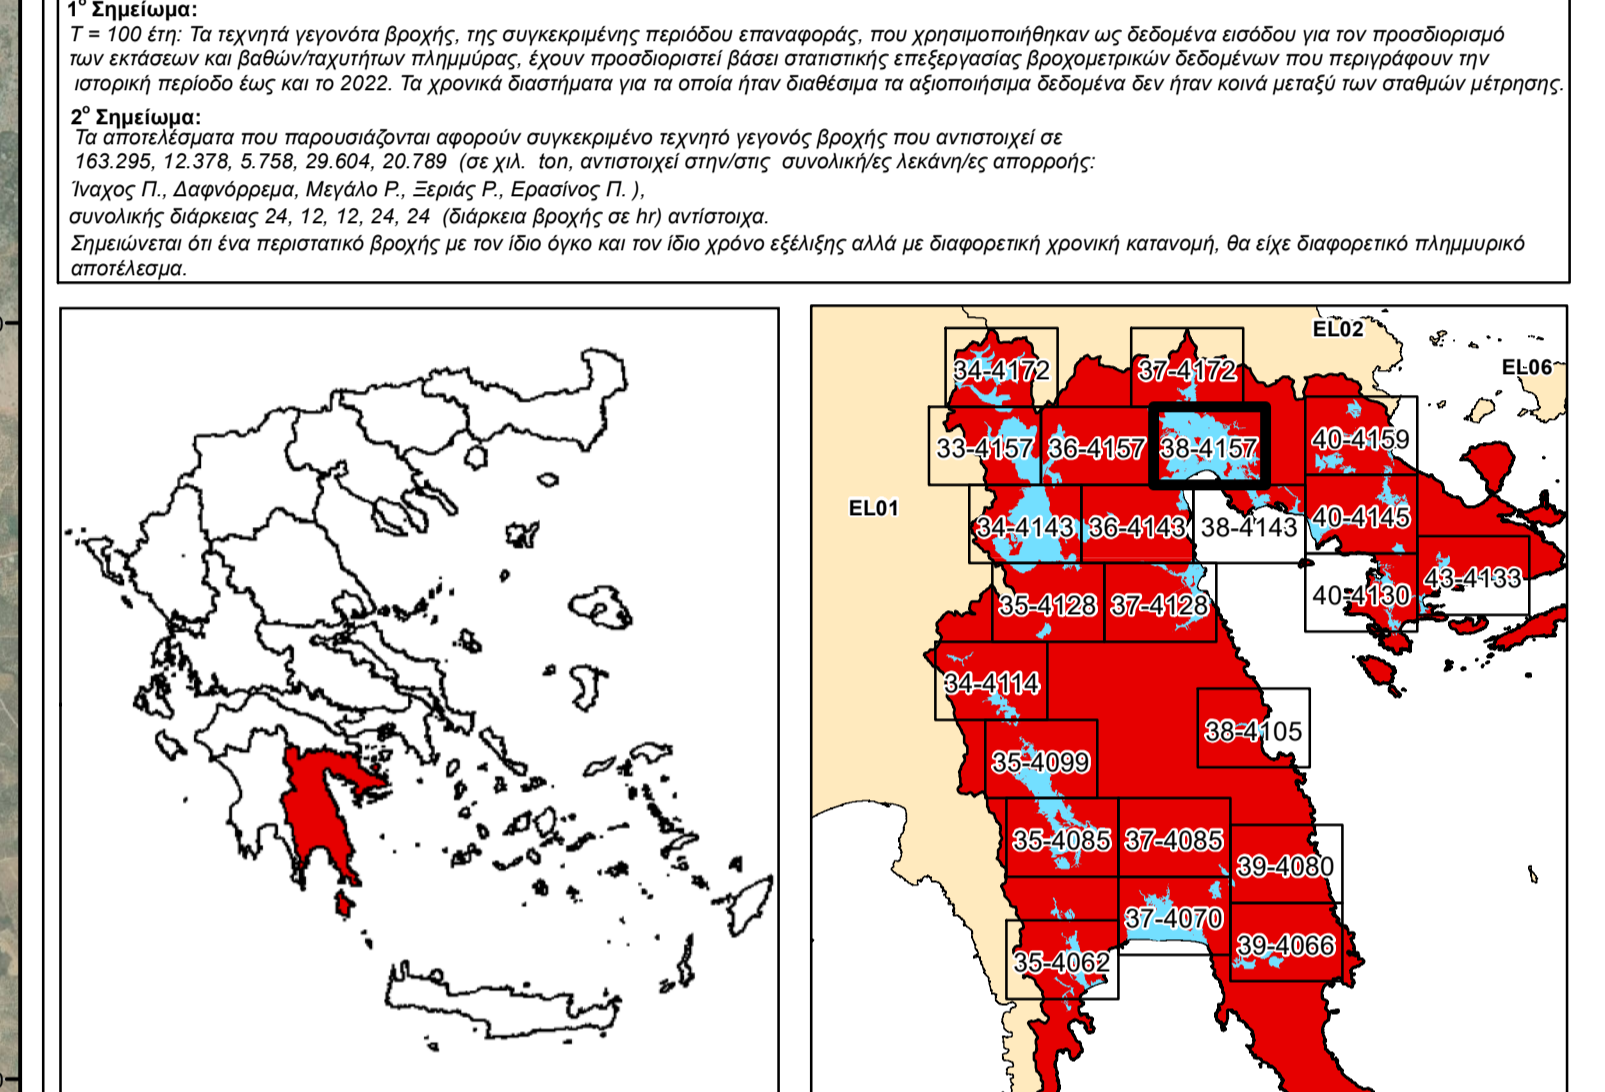 1ο Σημείωμα:
Τ = 100 έτη: Τα τεχνητά γεγονότα βροχής, της συγκεκριμένης περιόδου επαναφοράς, που χρησιμοποιήθηκαν ως δεδομένα εισόδου για τον προσδιορισμό
των εκτάσεων και βαθών/ταχυτήτων πλημμύρας, έχουν προσδιοριστεί βάσει στατιστικής επεξεργασίας βροχομετρικών δεδομένων που περιγράφουν την
ιστορική περίοδο έως και το 2022. Τα χρονικά διαστήματα για τα οποία ήταν διαθέσιμα τα αξιοποιήσιμα δεδομένα δεν ήταν κοινά μεταξύ των σταθμών μέτρησης.
2ο Σημείωμα:
Τα αποτελέσματα που παρουσιάζονται αφορούν συγκεκριμένο τεχνητό γεγονός βροχής που αντιστοιχεί σε
163.295, 12.378, 5.758, 29.604, 20.789 (σε χιλ. ton, αντιστοιχεί στην/στις συνολική/ες λεκάνη/ες απορροής:
Ίναχος Π., Δαφνόρρεμα, Μεγάλο Ρ., Ξεριάς Ρ., Ερασίνος Π. ),
συνολικής διάρκειας 24, 12, 12, 24, 24 (διάρκεια βροχής σε hr) αντίστοιχα.
Σημειώνεται ότι ένα περιστατικό βροχής με τον ίδιο όγκο και τον ίδιο χρόνο εξέλιξης αλλά με διαφορετική χρονική κατανομή, θα είχε διαφορετικό πλημμυρικό
αποτέλεσμα.
EL02
EL06
34-4172
37-4172
33-4157
36-4157
38-4157
40-4159
EL01
34-4143
36-4143
38-4143
40-4145
35-4128
37-4128
40-4130
43-4133
34-4114
38-4105
35-4099
35-4085
37-4085
39-4080
37-4070
39-4066
35-4062